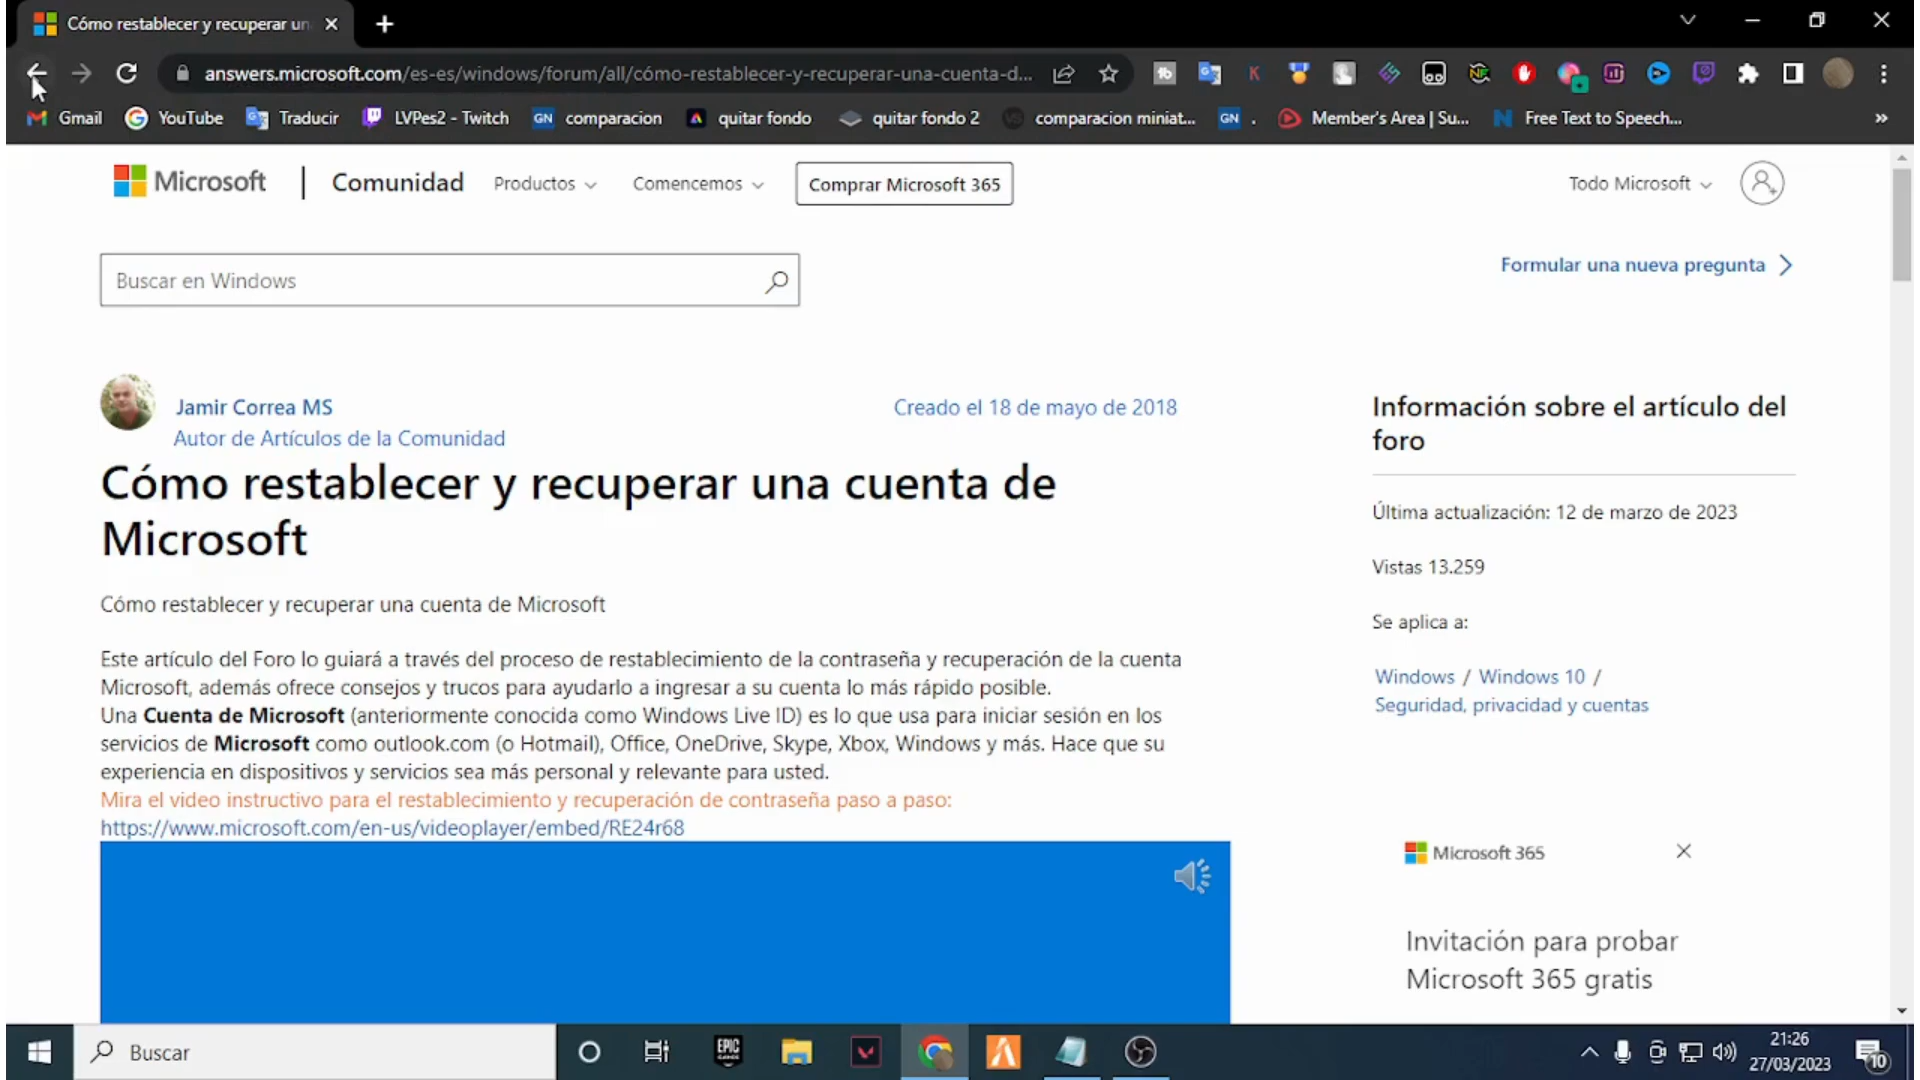 Cómo restablecer y recuperar un
answers.microsoft.com/es-es/windows/forum/all/cómo-restablecer-y-recuperar-una-cuenta-d...
Gmail
YouTube
Traducir
LVPes2 - Twitch
GN comparacion
quitar fondo
quitar fondo 2
VS comparacion miniat...
GN .
Member's Area | Su...
Free Text to Speech...
»
Microsoft
Comunidad
Productos
Comencemos
Comprar Microsoft 365
Todo Microsoft
Buscar en Windows
Formular una nueva pregunta
Jamir Correa MS
Creado el 18 de mayo de 2018
Autor de Artículos de la Comunidad
Cómo restablecer y recuperar una cuenta de
Microsoft
Cómo restablecer y recuperar una cuenta de Microsoft
Este artículo del Foro lo guiará a través del proceso de restablecimiento de la contraseña y recuperación de la cuenta
Microsoft, además ofrece consejos y trucos para ayudarlo a ingresar a su cuenta lo más rápido posible.
Una Cuenta de Microsoft (anteriormente conocida como Windows Live ID) es lo que usa para iniciar sesión en los
servicios de Microsoft como outlook.com (o Hotmail), Office, OneDrive, Skype, Xbox, Windows y más. Hace que su
experiencia en dispositivos y servicios sea más personal y relevante para usted.
Mira el video instructivo para el restablecimiento y recuperación de contraseña paso a paso:
https://www.microsoft.com/en-us/videoplayer/embed/RE24r68
Información sobre el artículo del
foro
Última actualización: 12 de marzo de 2023
Vistas 13.259
Se aplica a:
Windows / Windows 10 /
Seguridad, privacidad y cuentas
Microsoft 365
Invitación para probar
Microsoft 365 gratis
Buscar
EPIC
GAMES
21:26
27/03/2023
10